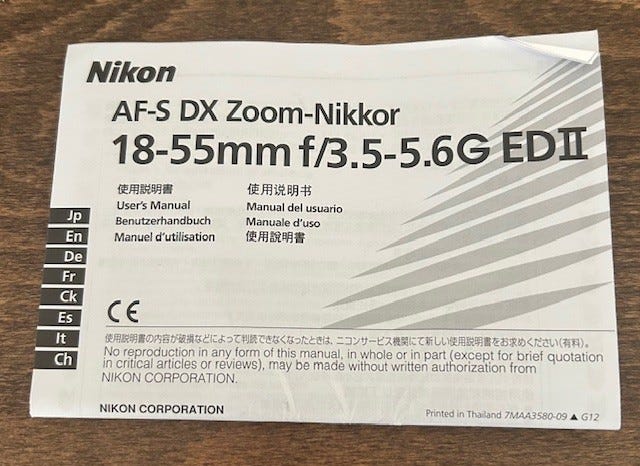 Nikon
AF-S DX Zoom-Nikkor
18-55mm f/3.5-5.6G EDⅡ
使用説明書
User's Manual
Benutzerhandbuch
Manuel d'utilisation
使用说明书
Manual del usuario
Manuale d'uso
使用說明書
Jp
En
De
Fr
Ck
Es
It
Ch
CE
使用説明書の内容が破損などによって判読できなくなったときは、ニコンサービス機関にて新しい使用説明書をお求めください(有料)。
No reproduction in any form of this manual, in whole or in part (except for brief quotation
in critical articles or reviews), may be made without written authorization from
NIKON CORPORATION.
NIKON CORPORATION
Printed in Thailand 7MAA3580-09 ▲ G12